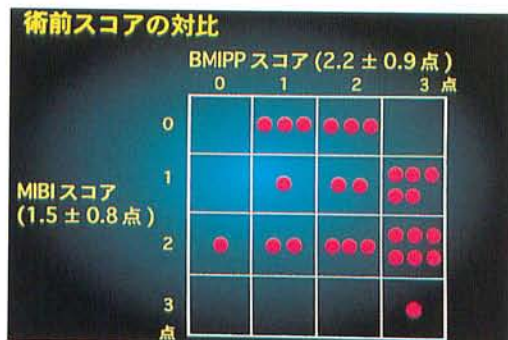 術前スコアの対比
BMIPP スコア (2.2 ± 0.9 点)
0 1 2 3 点
0
1
MIBI スコア
(1.5 ± 0.8 点)
2
3
点